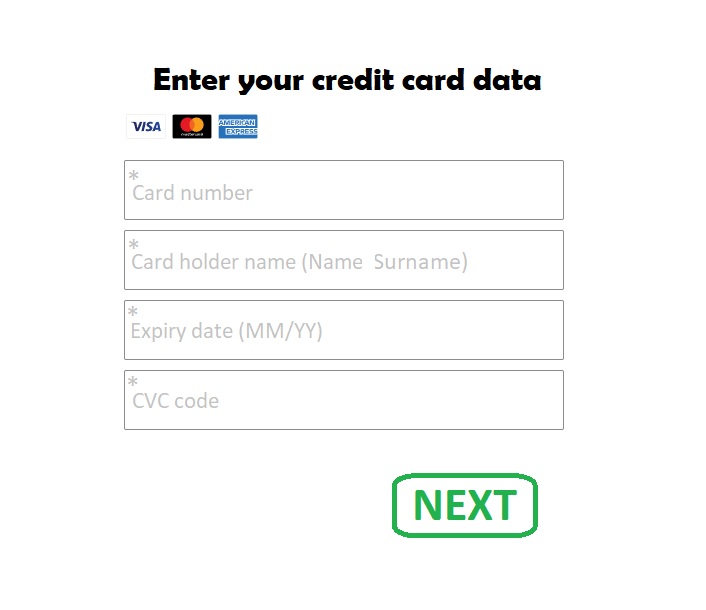 Enter your credit card data
VISA mastercard AMERICAN EXPRESS
*
Card number
*
Card holder name (Name Surname)
*
Expiry date (MM/YY)
*
CVC code
NEXT